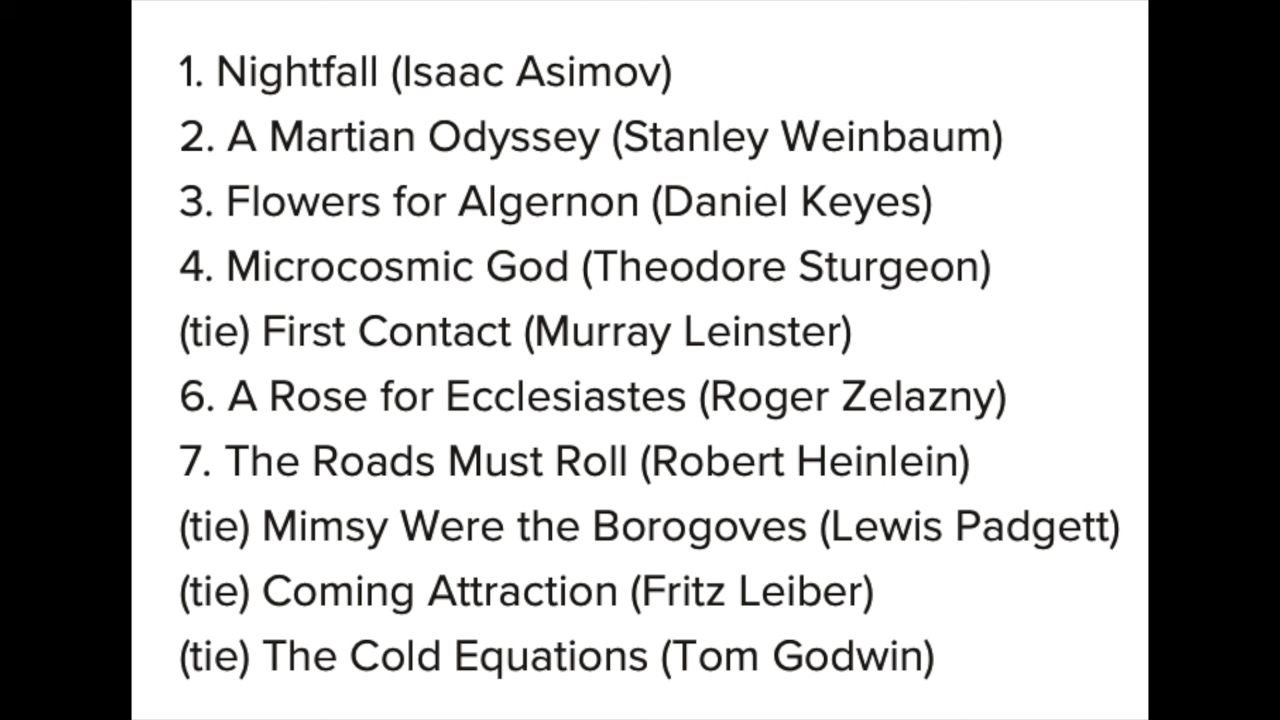 1. Nightfall (Isaac Asimov)
2. A Martian Odyssey (Stanley Weinbaum)
3. Flowers for Algernon (Daniel Keyes)
4. Microcosmic God (Theodore Sturgeon)
(tie) First Contact (Murray Leinster)
6. A Rose for Ecclesiastes (Roger Zelazny)
7. The Roads Must Roll (Robert Heinlein)
(tie) Mimsy Were the Borogoves (Lewis Padgett)
(tie) Coming Attraction (Fritz Leiber)
(tie) The Cold Equations (Tom Godwin)